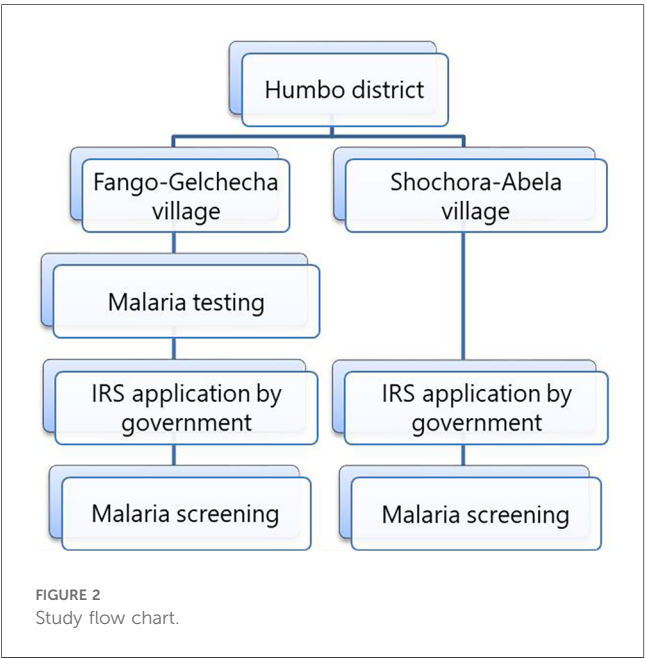 Humbo district
Fango-Gelchecha
village
Shochora-Abela
village
Malaria testing
IRS application by
government
IRS application by
government
Malaria screening
Malaria screening
FIGURE 2
Study flow chart.